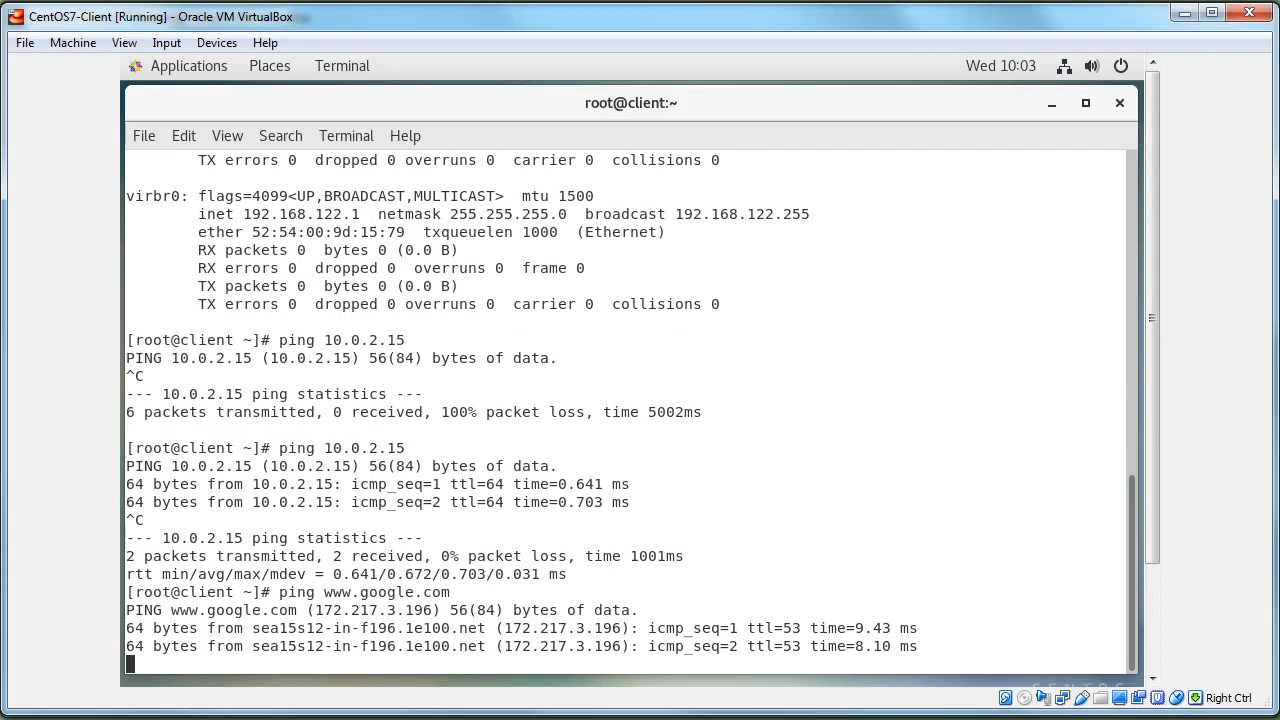 CentOS7-Client [Running] - Oracle VM VirtualBox
File Machine View Input Devices Help
Applications Places Terminal Wed 10:03
root@client:~
File Edit View Search Terminal Help
TX errors 0  dropped 0 overruns 0  carrier 0  collisions 0
virbr0: flags=4099<UP,BROADCAST,MULTICAST>  mtu 1500
inet 192.168.122.1  netmask 255.255.255.0  broadcast 192.168.122.255
ether 52:54:00:9d:15:79  txqueuelen 1000  (Ethernet)
RX packets 0  bytes 0 (0.0 B)
RX errors 0  dropped 0  overruns 0  frame 0
TX packets 0  bytes 0 (0.0 B)
TX errors 0  dropped 0 overruns 0  carrier 0  collisions 0
[root@client ~]# ping 10.0.2.15
PING 10.0.2.15 (10.0.2.15) 56(84) bytes of data.
^C
--- 10.0.2.15 ping statistics ---
6 packets transmitted, 0 received, 100% packet loss, time 5002ms
[root@client ~]# ping 10.0.2.15
PING 10.0.2.15 (10.0.2.15) 56(84) bytes of data.
64 bytes from 10.0.2.15: icmp_seq=1 ttl=64 time=0.641 ms
64 bytes from 10.0.2.15: icmp_seq=2 ttl=64 time=0.703 ms
^C
--- 10.0.2.15 ping statistics ---
2 packets transmitted, 2 received, 0% packet loss, time 1001ms
rtt min/avg/max/mdev = 0.641/0.672/0.703/0.031 ms
[root@client ~]# ping www.google.com
PING www.google.com (172.217.3.196) 56(84) bytes of data.
64 bytes from sea15s12-in-f196.1e100.net (172.217.3.196): icmp_seq=1 ttl=53 time=9.43 ms
64 bytes from sea15s12-in-f196.1e100.net (172.217.3.196): icmp_seq=2 ttl=53 time=8.10 ms
Right Ctrl